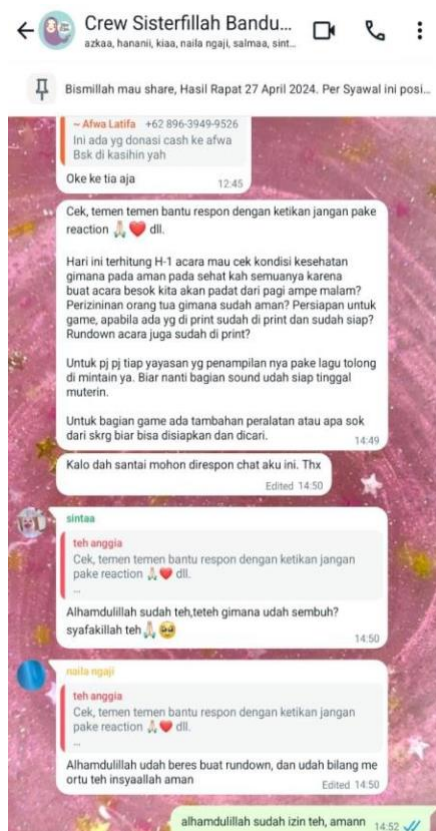 Crew Sisterfillah Bandu...
azkaa, hananii, kiaa, naila ngaji, salmaa, sint...
Bismillah mau share, Hasil Rapat 27 April 2024. Per Syawal ini posi...
~ Afwa Latifa +62 896-3949-9526
Ini ada yg donasi cash ke afwa
Bsk di kasihin yah
Oke ke tia aja
12.45
Cek, temen temen bantu respon dengan ketikan jangan pake
reaction 🙏🏻❤️ dll.
Hari ini terhitung H-1 acara mau cek kondisi kesehatan
gimana pada aman pada sehat kah semuanya karena
buat acara besok kita akan padat dari pagi ampe malam?
Perizininan orang tua gimana sudah aman? Persiapan untuk
game, apabila ada yg di print sudah di print dan sudah siap?
Rundown acara juga sudah di print?
Untuk pj pj tiap yayasan yg penampilan nya pake lagu tolong
di mintain ya. Biar nanti bagian sound udah siap tinggal
muterin.
Untuk bagian game ada tambahan peralatan atau apa sok
dari skrg biar bisa disiapkan dan dicari.
14:49
Kalo dah santai mohon direspon chat aku ini. Thx
Edited 14:50
sintaa
teh anggia
Cek, temen temen bantu respon dengan ketikan jangan
pake reaction 🙏🏻❤️ dll.
...
Alhamdulillah sudah teh,teteh gimana udah sembuh?
syafakillah teh🙏🏻🥺
14:50
naila ngaji
teh anggia
Cek, temen temen bantu respon dengan ketikan jangan
pake reaction 🙏🏻❤️ dll.
...
Alhamdulillah udah beres buat rundown, dan udah bilang me
ortu teh insyaallah aman
Edited 14:50
alhamdulillah sudah izin teh, amann 14:52